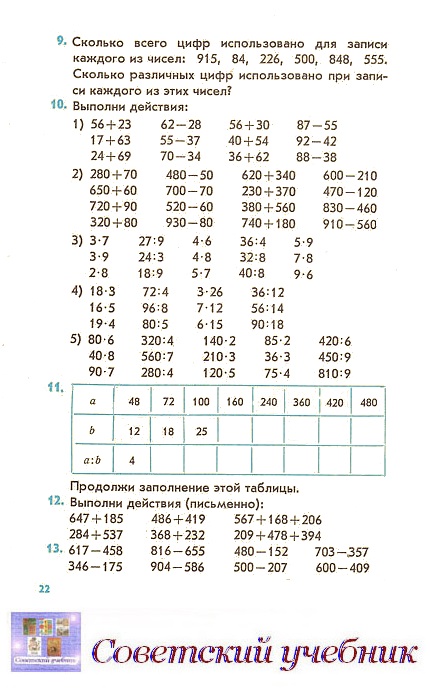 9. Сколько всего цифр использовано для записи
каждого из чисел: 915, 84, 226, 500, 848, 555.
Сколько различных цифр использовано при запи-
си каждого из этих чисел?
10. Выполни действия:
1) 56+23 62−28 56+30 87−55
17+63 55−37 40+54 92−42
24+69 70−34 36+62 88−38
2) 280+70 480−50 620+340 600−210
650+60 700−70 230+370 470−120
720+90 520−60 380+560 830−460
320+80 930−80 740+180 910−560
3) 3·7 27:9 4·6 36:4 5·9
3·9 24:3 4·8 32:8 7·8
2·8 18:9 5·7 40:8 9·6
4) 18·3 72:4 3·26 36:12
16·5 96:8 7·12 56:14
19·4 80:5 6·15 90:18
5) 80·6 320:4 140·2 85·2 420:6
40·8 560:7 210·3 36·3 450:9
90·7 280:4 120·5 75·4 810:9
11.
a 48 72 100 160 240 360 420 480
b 12 18 25
a:b 4
Продолжи заполнение этой таблицы.
12. Выполни действия (письменно):
647+185 486+419 567+168+206
284+537 368+232 209+478+394
13. 617−458 816−655 480−152 703−357
346−175 904−586 500−207 600−409
22
Советский учебник
Советский учебник